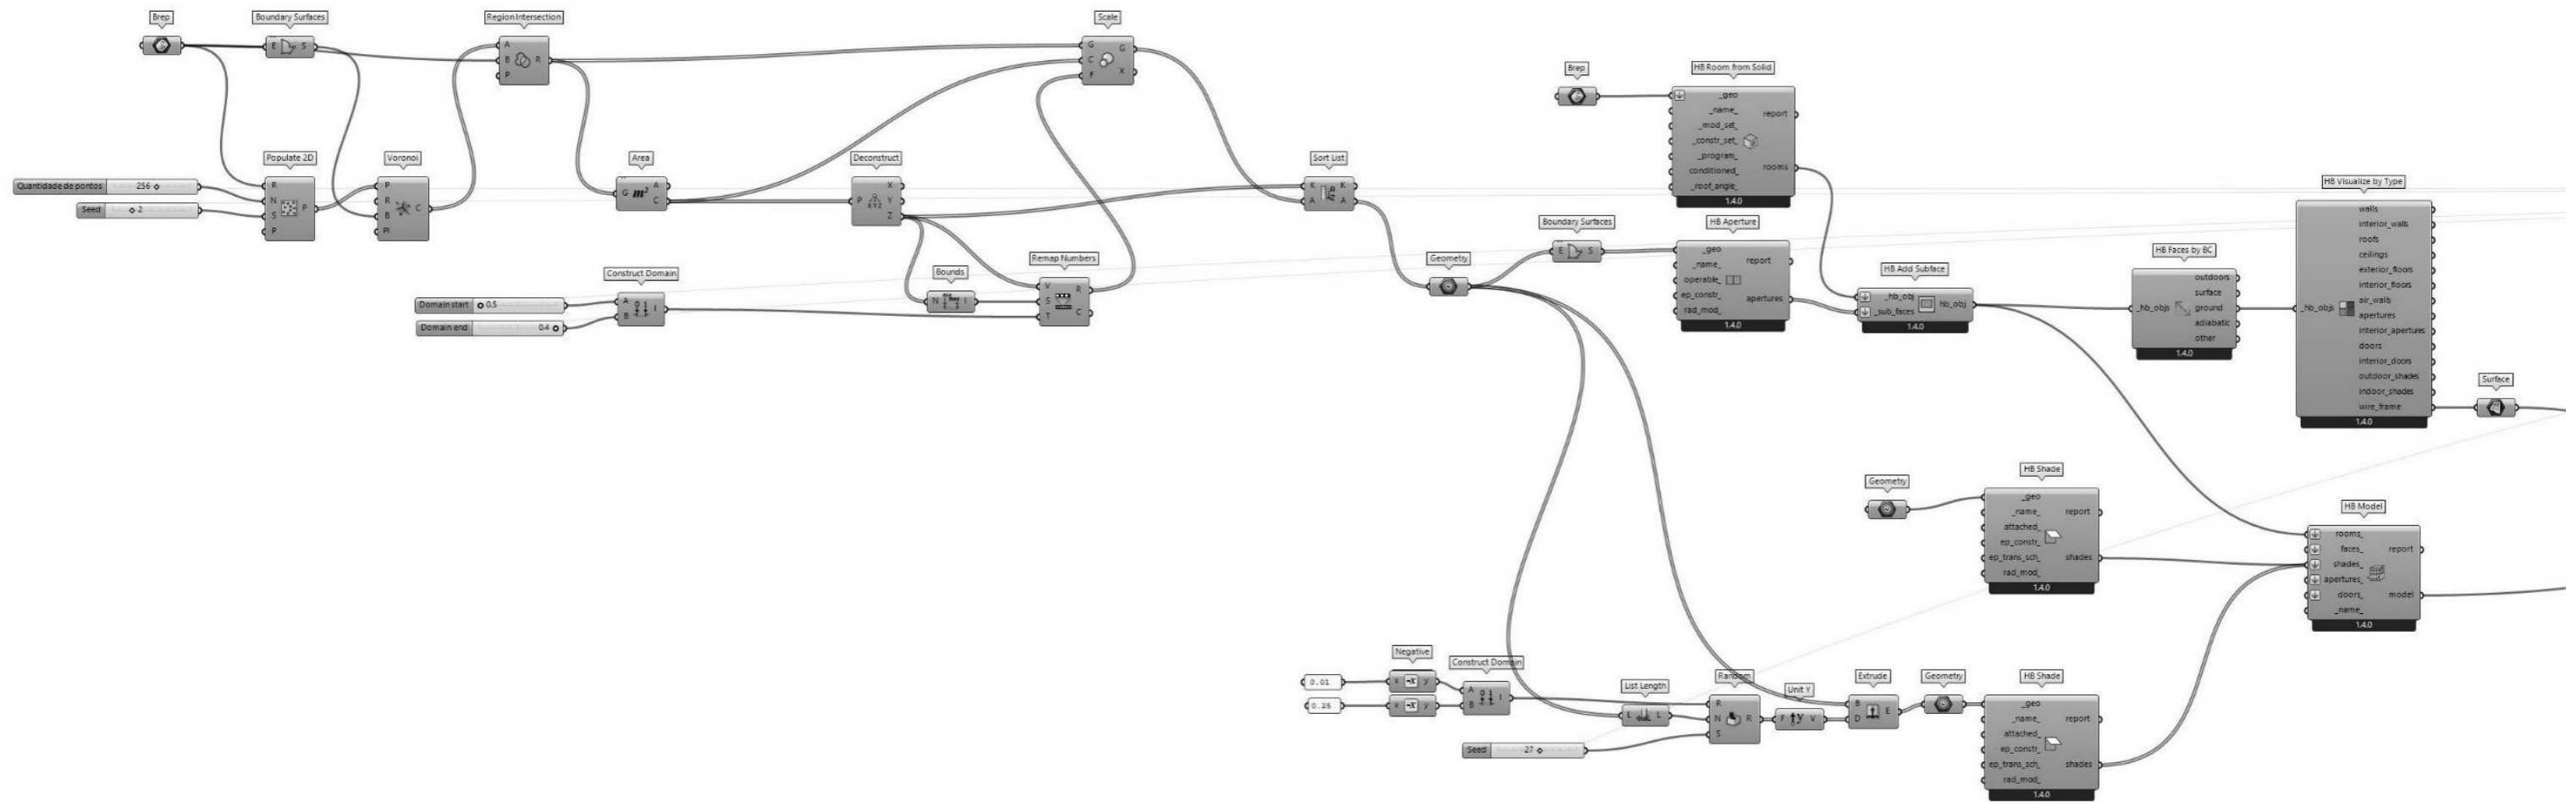 Brep
Boundary Surfaces
E S
Region Intersection
A
B R
P
Scale
G G
C
F X
Quantidade de pontos 256
Seed 2
Populate 2D
R
N P
S
P
Voronoi
P
R C
B
Pl
Area
G m² A
C
Deconstruct
X
P XYZ Y
Z
Sort List
K K
A A
Domain start 0.5
Domain end 0.4
Construct Domain
A I
B
Bounds
N I
Remap Numbers
V R
S
T C
Geometry
Brep
HB Room from Solid
_geo
_name_
report
_mod_set_
_constr_set_
_program_
rooms
conditioned_
_roof_angle_
1.4.0
Boundary Surfaces
E S
HB Aperture
_geo
_name_
report
operable_
ep_constr_
apertures
rad_mod_
1.4.0
HB Add Subface
_hb_obj
hb_obj
_sub_faces
1.4.0
HB Faces by BC
outdoors
surface
_hb_objs ground
adiabatic
other
1.4.0
HB Visualize by Type
walls
interior_walls
roofs
ceilings
exterior_floors
interior_floors
air_walls
_hb_objs
apertures
interior_apertures
doors
interior_doors
outdoor_shades
indoor_shades
wire_frame
1.4.0
Surface
Geometry
HB Shade
_geo
_name_ report
attached_
ep_constr_
ep_trans_sch_ shades
rad_mod_
1.4.0
HB Model
rooms_
faces_ report
shades_
apertures_
doors_ model
_name_
1.4.0
0.01
0.25
Negative
x -x y
x -x y
Construct Domain
A I
B
List Length
L L
Seed 27
Random
R
N R
S
Unit Y
F Y V
Extrude
B E
D
Geometry
HB Shade
_geo
_name_ report
attached_
ep_constr_
ep_trans_sch_ shades
rad_mod_
1.4.0